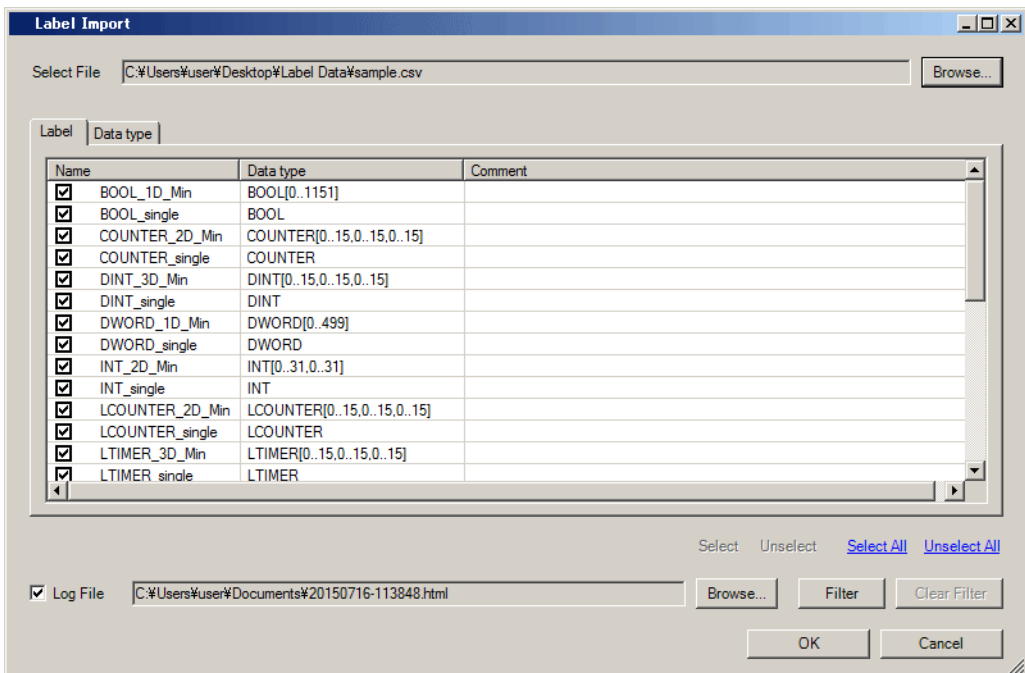 Label Import
Select File C:¥Users¥user¥Desktop¥Label Data¥sample.csv Browse...
Label Data type
Name Data type Comment
BOOL_1D_Min BOOL[0..1151]
BOOL_single BOOL
COUNTER_2D_Min COUNTER[0..15,0..15,0..15]
COUNTER_single COUNTER
DINT_3D_Min DINT[0..15,0..15,0..15]
DINT_single DINT
DWORD_1D_Min DWORD[0..499]
DWORD_single DWORD
INT_2D_Min INT[0..31,0..31]
INT_single INT
LCOUNTER_2D_Min LCOUNTER[0..15,0..15,0..15]
LCOUNTER_single LCOUNTER
LTIMER_3D_Min LTIMER[0..15,0..15,0..15]
LTIMER_single LTIMER
Select Unselect Select All Unselect All
Log File C:¥Users¥user¥Documents¥20150716-113848.html Browse... Filter Clear Filter
OK Cancel